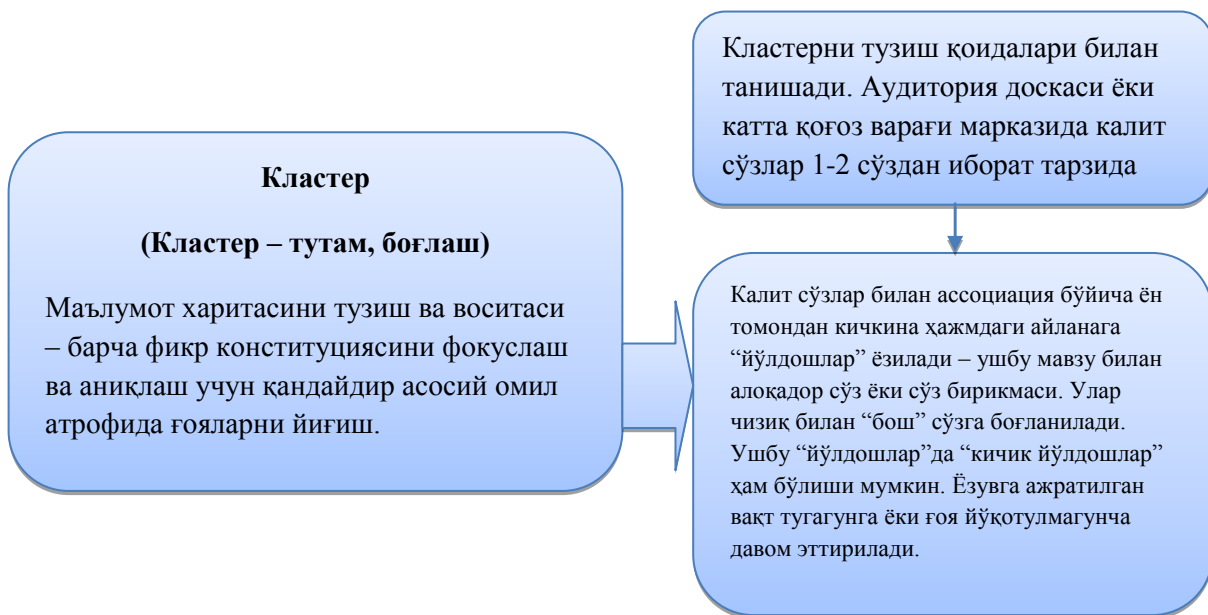 Кластер
(Кластер – тутам, боғлаш)
Маълумот харитасини тузиш ва воситаси
– барча фикр конституциясини фокуслаш
ва аниқлаш учун қандайдир асосий омил
атрофида ғояларни йиғиш.
Кластерни тузиш қоидалари билан
танишади. Аудитория доскаси ёки
катта қоғоз варағи марказида калит
сўзлар 1-2 сўздан иборат тарзида
Калит сўзлар билан ассоциация бўйича ён
томондан кичкина ҳажмдаги айланага
“йўлдошлар” ёзилади – ушбу мавзу билан
алоқадор сўз ёки сўз бирикмаси. Улар
чизиқ билан “бош” сўзга боғланилади.
Ушбу “йўлдошлар”да “кичик йўлдошлар”
ҳам бўлиши мумкин. Ёзувга ажратилган
вақт тугагунга ёки ғоя йўқотулмагунча
давом эттирилади.